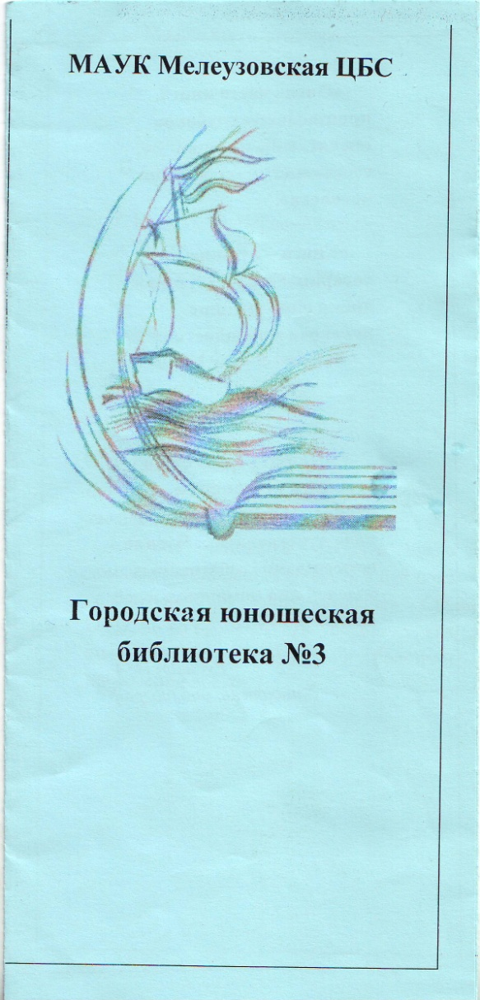 МАУК Мелеузовская ЦБС
Городская юношеская
библиотека №3